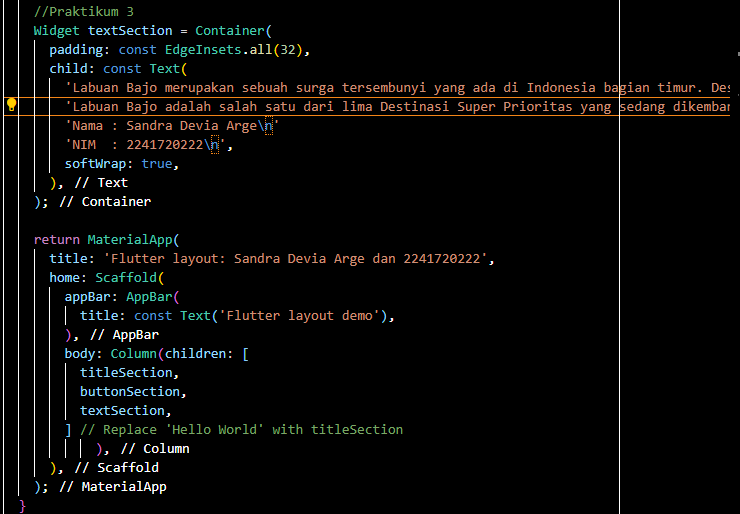 //Praktikum 3
Widget textSection = Container(
  padding: const EdgeInsets.all(32),
  child: const Text(
    'Labuan Bajo merupakan sebuah surga tersembunyi yang ada di Indonesia bagian timur. Des
    'Labuan Bajo adalah salah satu dari lima Destinasi Super Prioritas yang sedang dikemban
    'Nama : Sandra Devia Arge\n'
    'NIM  : 2241720222\n',
    softWrap: true,
  ), // Text
); // Container

return MaterialApp(
  title: 'Flutter layout: Sandra Devia Arge dan 2241720222',
  home: Scaffold(
    appBar: AppBar(
      title: const Text('Flutter layout demo'),
    ), // AppBar
    body: Column(children: [
      titleSection,
      buttonSection,
      textSection,
    ] // Replace 'Hello World' with titleSection
        ), // Column
  ), // Scaffold
); // MaterialApp
}